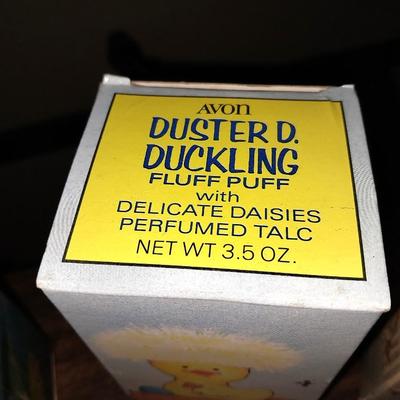 AVON
DUSTER D.
DUCKLING
FLUFF PUFF
with
DELICATE DAISIES
PERFUMED TALC
NET WT 3.5 OZ.